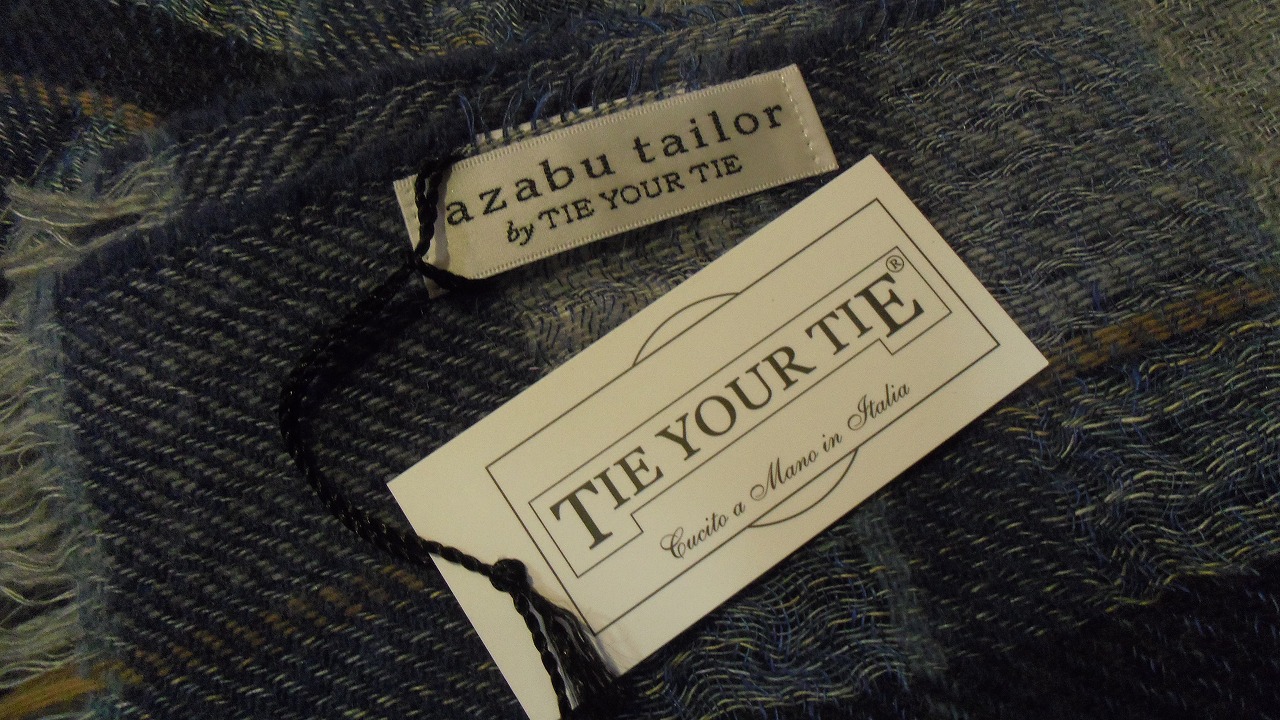 azabu tailor
by TIE YOUR TIE
TIE YOUR TIE®
Cucito a Mano in Italia